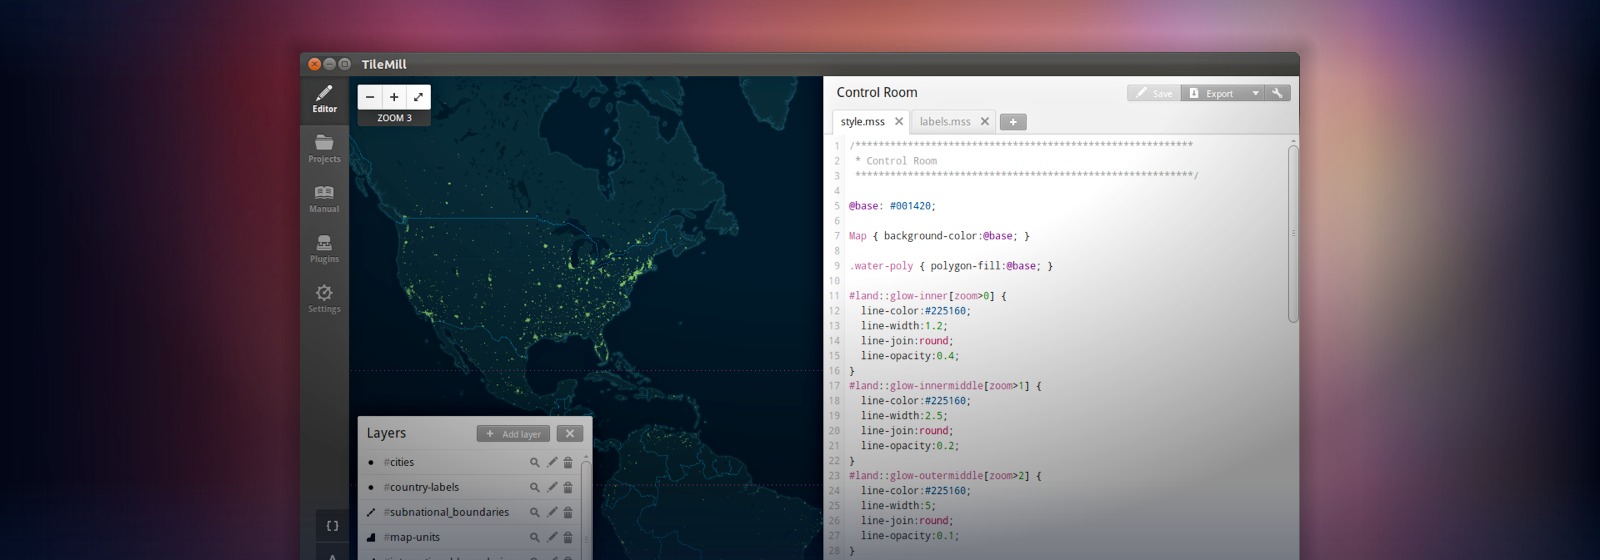 TileMill
Editor
Projects
Manual
Plugins
Settings
{ }
ZOOM 3
Layers
+ Add layer
#cities
#country-labels
#subnational_boundaries
#map-units
Control Room
Save
Export
style.mss
labels.mss
1 /**********************************************************
2 * Control Room
3 **********************************************************/
4
5 @base: #001420;
6
7 Map { background-color:@base; }
8
9 .water-poly { polygon-fill:@base; }
10
11 #land::glow-inner[zoom>0] {
12 line-color:#225160;
13 line-width:1.2;
14 line-join:round;
15 line-opacity:0.4;
16 }
17 #land::glow-innermiddle[zoom>1] {
18 line-color:#225160;
19 line-width:2.5;
20 line-join:round;
21 line-opacity:0.2;
22 }
23 #land::glow-outermiddle[zoom>2] {
24 line-color:#225160;
25 line-width:5;
26 line-join:round;
27 line-opacity:0.1;
28 }